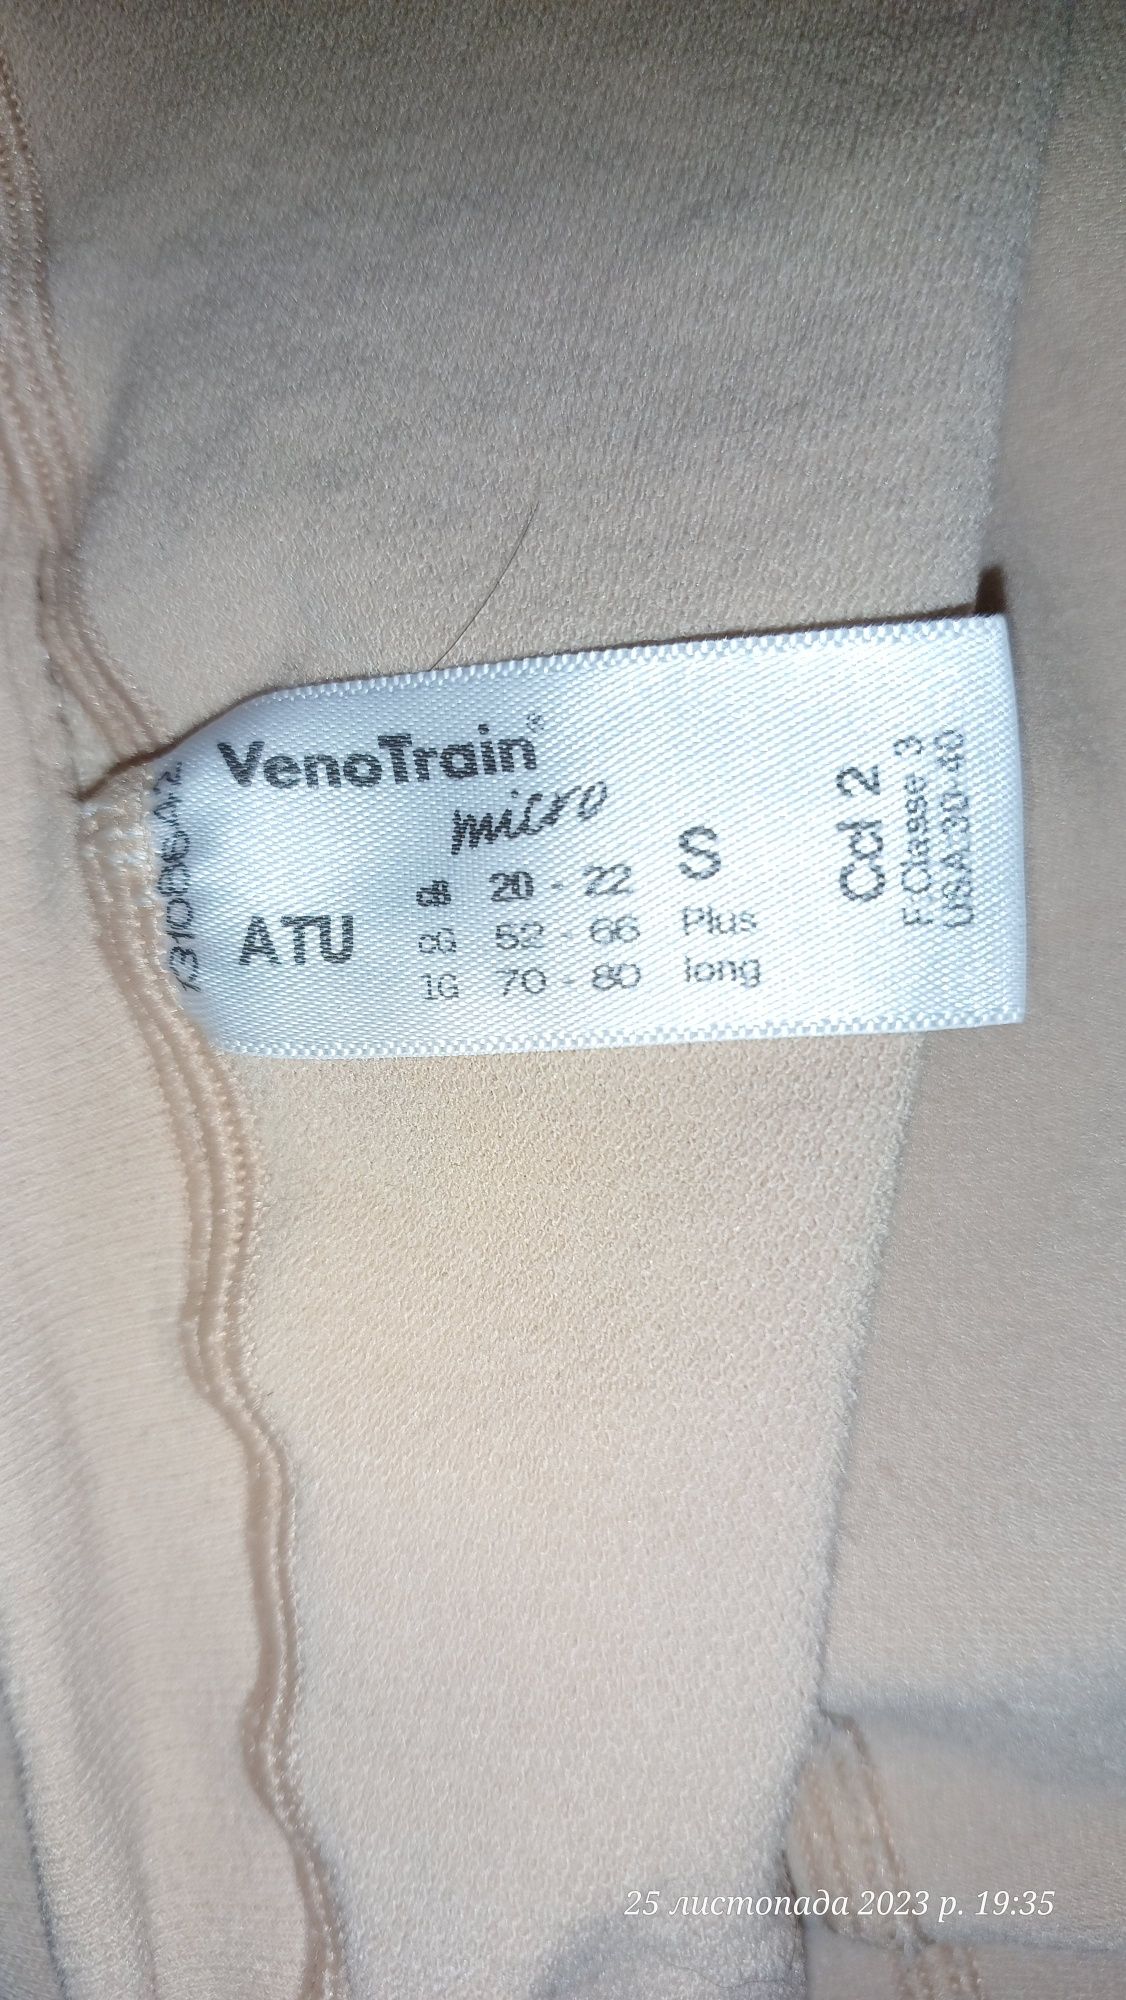 VenoTrain®
micro
ATU
cB 20 - 22 S
cG 52 - 66 Plus
1G 70 - 80 long
Ccl 2
F.Classe 3
USA 30-40
25 листопада 2023 р. 19:35